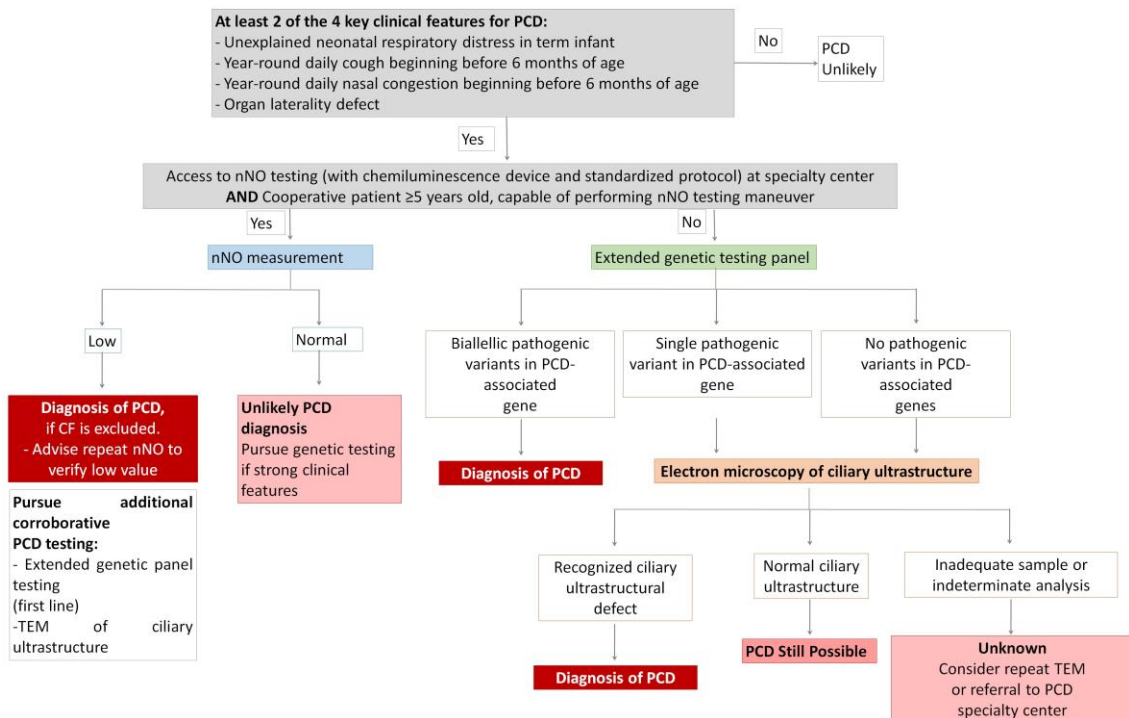 At least 2 of the 4 key clinical features for PCD:
- Unexplained neonatal respiratory distress in term infant
- Year-round daily cough beginning before 6 months of age
- Year-round daily nasal congestion beginning before 6 months of age
- Organ laterality defect
No
PCD
Unlikely
Yes
Access to nNO testing (with chemiluminescence device and standardized protocol) at specialty center
AND Cooperative patient ≥5 years old, capable of performing nNO testing maneuver
Yes
No
nNO measurement
Extended genetic testing panel
Low
Normal
Biallellic pathogenic
variants in PCD-
associated
gene
Single pathogenic
variant in PCD-associated
gene
No pathogenic
variants in PCD-
associated
genes
Diagnosis of PCD,
if CF is excluded.
- Advise repeat nNO to
verify low value
Unlikely PCD
diagnosis
Pursue genetic testing
if strong clinical
features
Diagnosis of PCD
Electron microscopy of ciliary ultrastructure
Pursue additional
corroborative
PCD testing:
- Extended genetic panel
testing
(first line)
-TEM of ciliary
ultrastructure
Recognized ciliary
ultrastructural
defect
Normal ciliary
ultrastructure
Inadequate sample or
indeterminate analysis
Diagnosis of PCD
PCD Still Possible
Unknown
Consider repeat TEM
or referral to PCD
specialty center